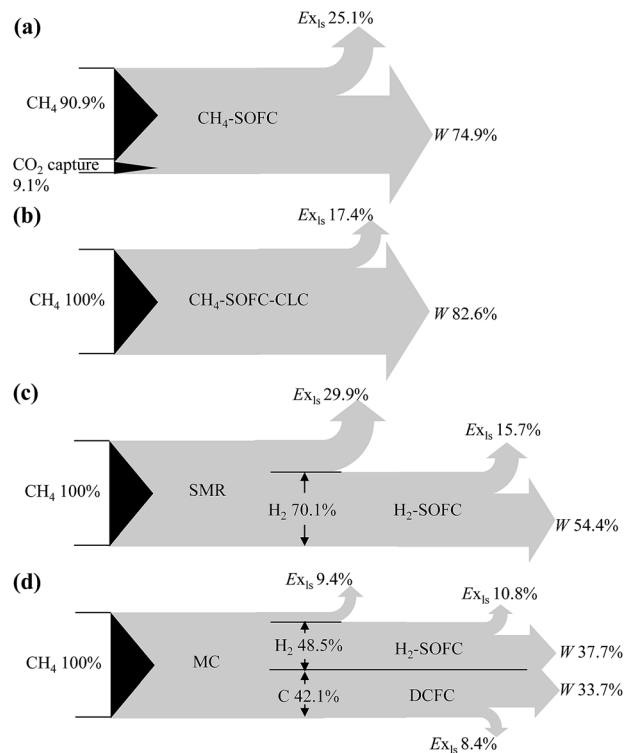 (a)
Ex_ls 25.1%
CH₄ 90.9%
CH₄-SOFC
W 74.9%
CO₂ capture
9.1%
(b)
Ex_ls 17.4%
CH₄ 100%
CH₄-SOFC-CLC
W 82.6%
(c)
Ex_ls 29.9%
Ex_ls 15.7%
CH₄ 100%
SMR
H₂ 70.1%
H₂-SOFC
W 54.4%
(d)
Ex_ls 9.4%
Ex_ls 10.8%
CH₄ 100%
MC
H₂ 48.5%
H₂-SOFC
W 37.7%
C 42.1%
DCFC
W 33.7%
Ex_ls 8.4%